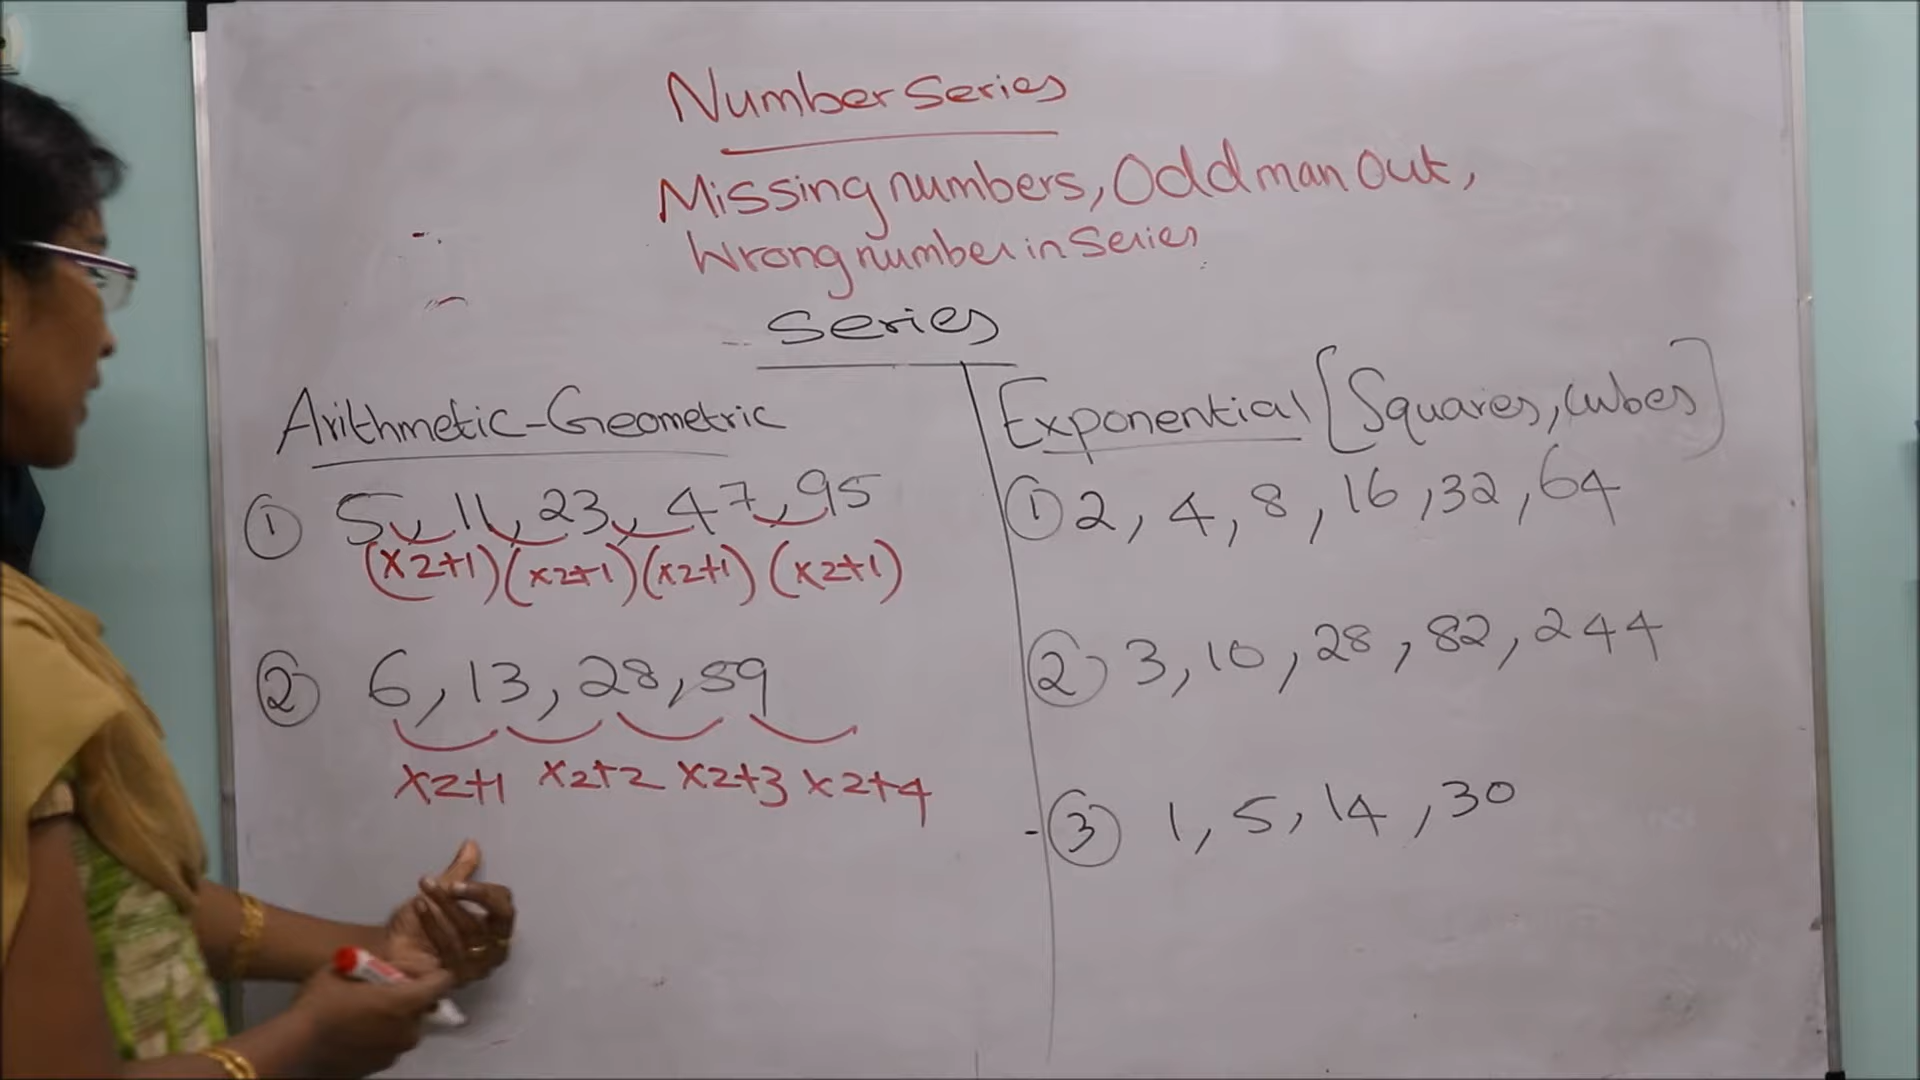 Number Series
Missing numbers, Odd man Out,
Wrong number in Series
Series
Arithmetic-Geometric
① 5, 11, 23, 47, 95
(x2+1) (x2+1) (x2+1) (x2+1)
② 6, 13, 28, 59
x2+1 x2+2 x2+3 x2+4
Exponential [Squares, cubes]
① 2, 4, 8, 16, 32, 64
② 3, 10, 28, 82, 244
③ 1, 5, 14, 30